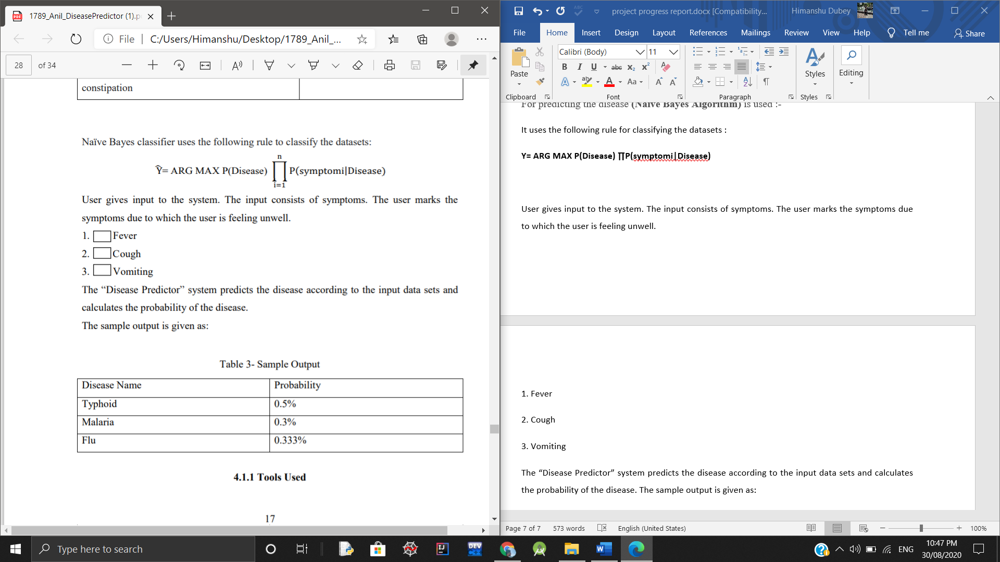 1789_Anil_DiseasePredictor (1).p
File
C:/Users/Himanshu/Desktop/1789_Anil_...
28 of 34
constipation
Naïve Bayes classifier uses the following rule to classify the datasets:
n
Ŷ= ARG MAX P(Disease) ∏ P(symptomi|Disease)
i=1
User gives input to the system. The input consists of symptoms. The user marks the
symptoms due to which the user is feeling unwell.
1. Fever
2. Cough
3. Vomiting
The “Disease Predictor” system predicts the disease according to the input data sets and
calculates the probability of the disease.
The sample output is given as:
Table 3- Sample Output
Disease Name Probability
Typhoid 0.5%
Malaria 0.3%
Flu 0.333%
4.1.1 Tools Used
17
ABC project progress report.docx [Compatibility... Himanshu Dubey
File Home Insert Design Layout References Mailings Review View Help Tell me Share
Paste
Calibri (Body) 11
B I U abc X₂ X²
A ab A Aa A A
Styles
Editing
Clipboard Font Paragraph Styles
For predicting the disease (Naive Bayes Algorithm) is used :-
It uses the following rule for classifying the datasets :
Y= ARG MAX P(Disease) ∏P(symptomi|Disease)
User gives input to the system. The input consists of symptoms. The user marks the symptoms due
to which the user is feeling unwell.
1. Fever
2. Cough
3. Vomiting
The “Disease Predictor” system predicts the disease according to the input data sets and calculates
the probability of the disease. The sample output is given as:
Page 7 of 7 573 words English (United States) 100%
Type here to search
IJ
DEV C++
W
ENG
10:47 PM
30/08/2020